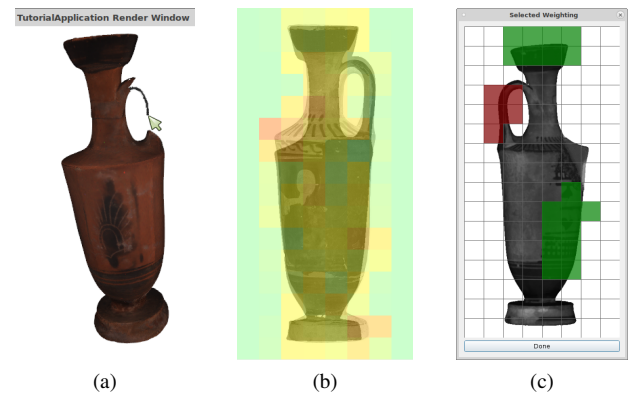 TutorialApplication Render Window
Selected Weighting
Done
(a)
(b)
(c)